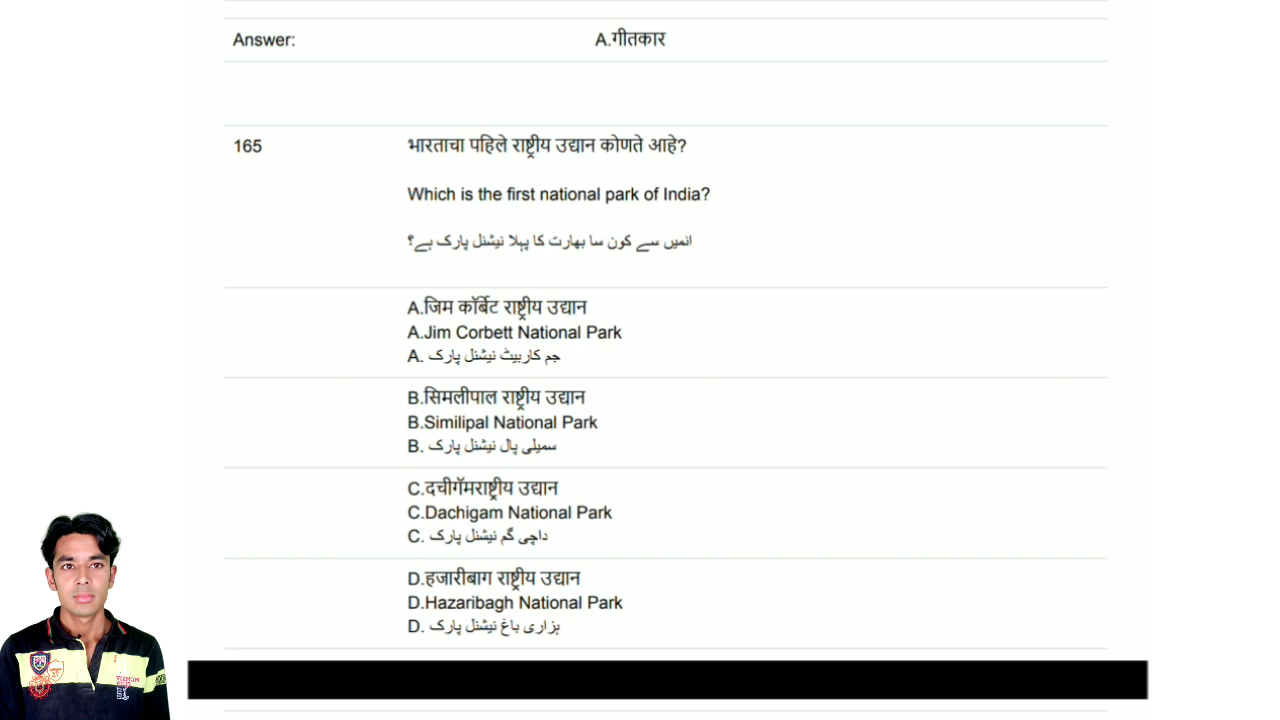 Answer: A.गीतकार
165 भारताचा पहिले राष्ट्रीय उद्यान कोणते आहे?
Which is the first national park of India?
انمیں سے کون سا بھارت کا پہلا نیشنل پارک ہے؟
A.जिम कॉर्बेट राष्ट्रीय उद्यान
A.Jim Corbett National Park
A. جم کاربیٹ نیشنل پارک
B.सिमलीपाल राष्ट्रीय उद्यान
B.Similipal National Park
B. سمیلی پال نیشنل پارک
C.दचीगॅमराष्ट्रीय उद्यान
C.Dachigam National Park
C. داچی گم نیشنل پارک
D.हजारीबाग राष्ट्रीय उद्यान
D.Hazaribagh National Park
D. ہزاری باغ نیشنل پارک